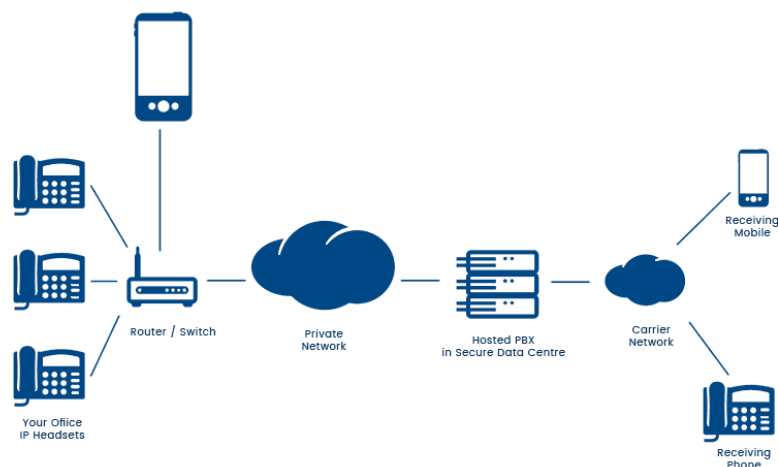 Receiving
Mobile
Router / Switch
Private
Network
Hosted PBX
in Secure Data Centre
Carrier
Network
Your Ofiice
IP Headsets
Receiving
Phone